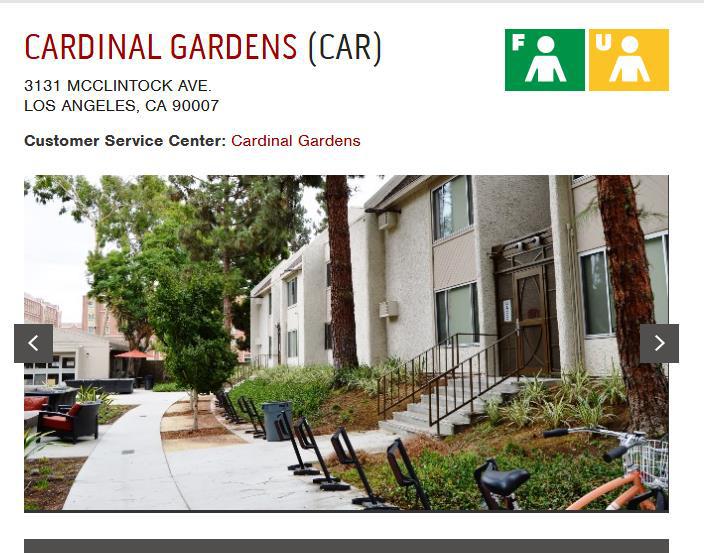 CARDINAL GARDENS (CAR)
F U
3131 MCCLINTOCK AVE.
LOS ANGELES, CA 90007
Customer Service Center: Cardinal Gardens